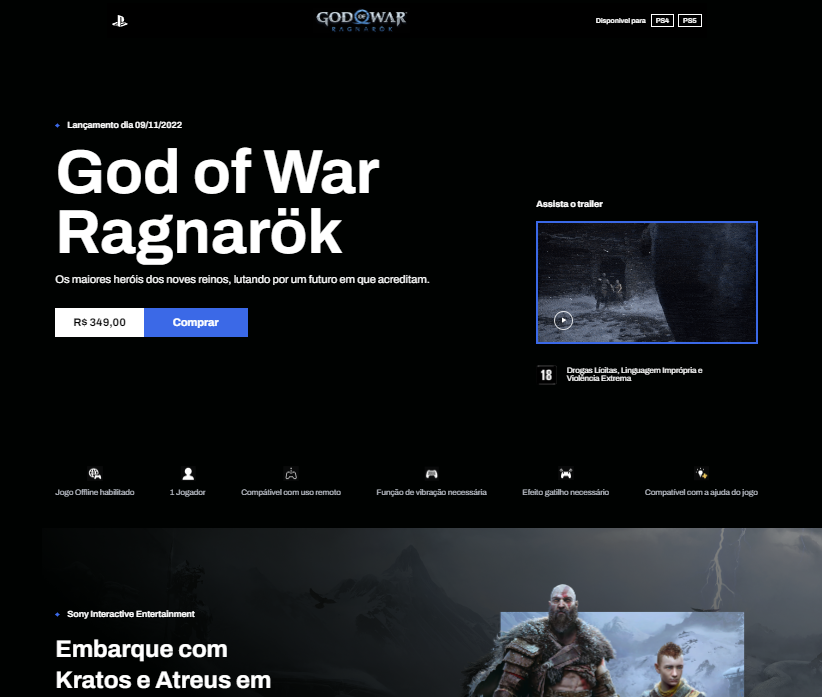 GOD OF WAR
RAGNARÖK
Disponível para PS4 PS5
Lançamento dia 09/11/2022
God of War
Ragnarök
Os maiores heróis dos noves reinos, lutando por um futuro em que acreditam.
R$ 349,00 Comprar
Assista o trailer
18
Drogas Lícitas, Linguagem Imprópria e
Violência Extrema
Jogo Offline habilitado
1 Jogador
Compátivel com uso remoto
Função de vibração necessária
Efeito gatilho necessário
Compatível com a ajuda do jogo
Sony Interactive Entertainment
Embarque com
Kratos e Atreus em